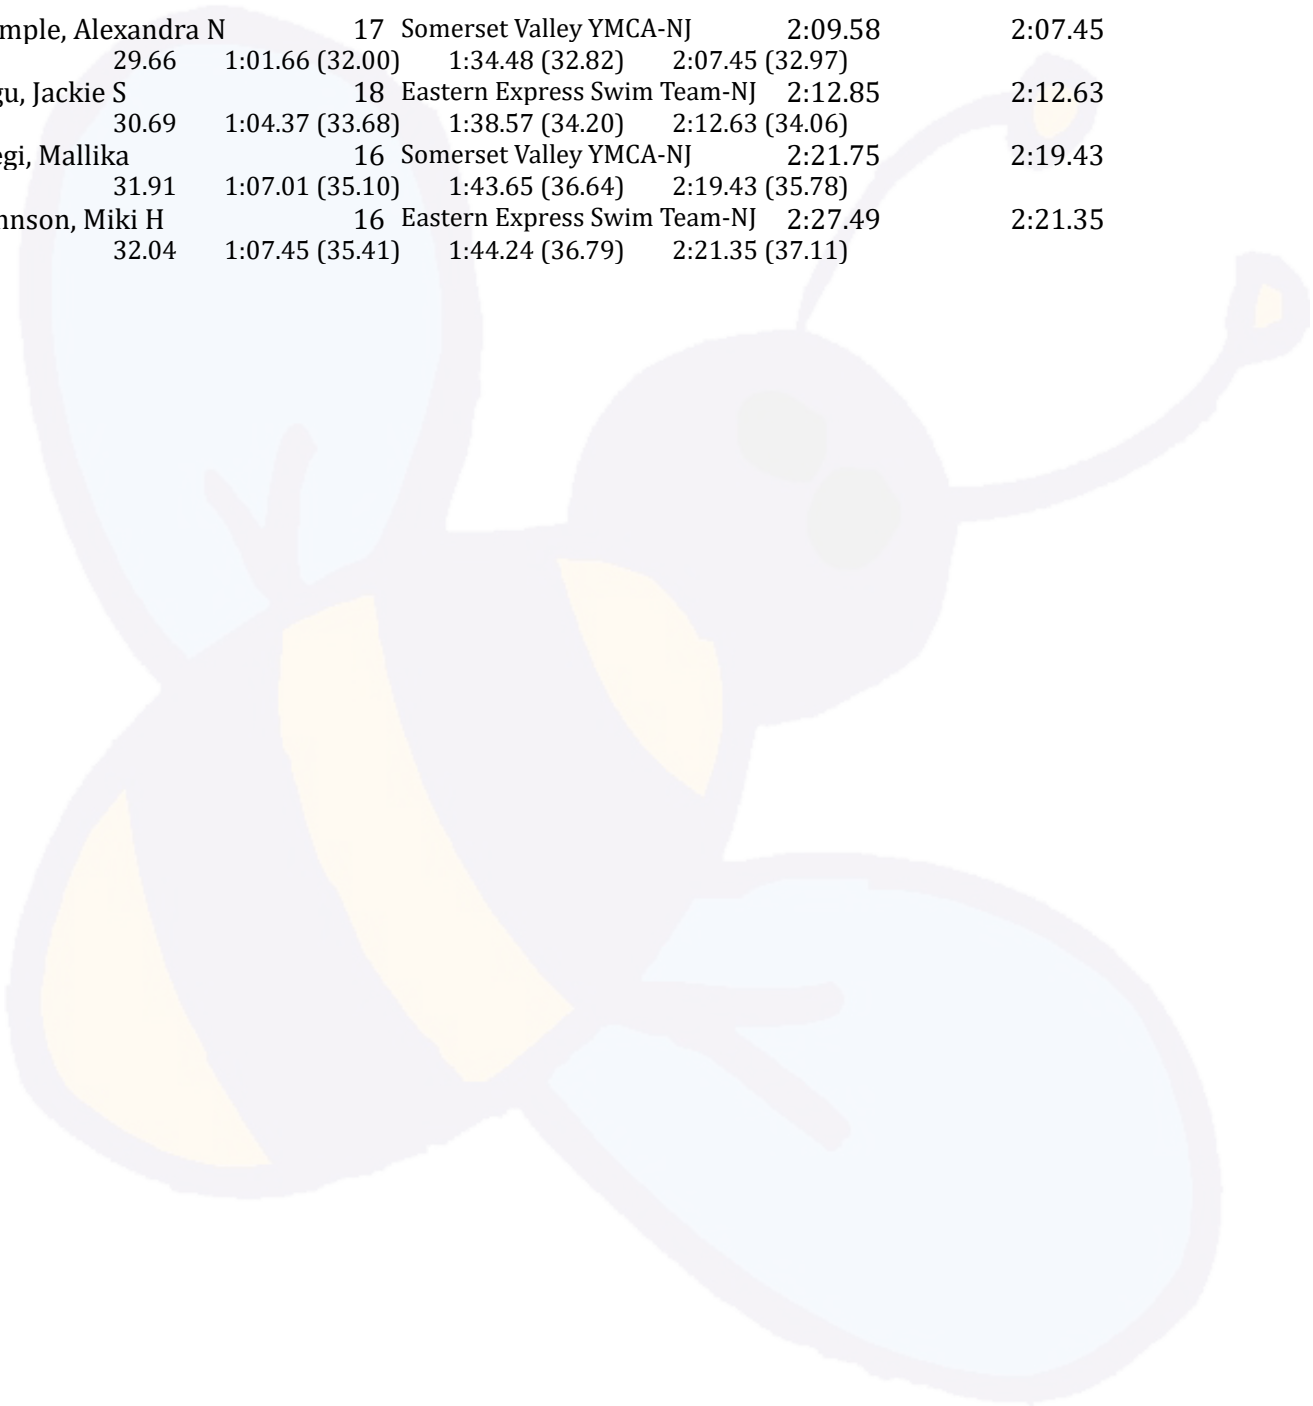 mple, Alexandra N 17 Somerset Valley YMCA-NJ 2:09.58 2:07.45
29.66 1:01.66 (32.00) 1:34.48 (32.82) 2:07.45 (32.97)
gu, Jackie S 18 Eastern Express Swim Team-NJ 2:12.85 2:12.63
30.69 1:04.37 (33.68) 1:38.57 (34.20) 2:12.63 (34.06)
egi, Mallika 16 Somerset Valley YMCA-NJ 2:21.75 2:19.43
31.91 1:07.01 (35.10) 1:43.65 (36.64) 2:19.43 (35.78)
hnson, Miki H 16 Eastern Express Swim Team-NJ 2:27.49 2:21.35
32.04 1:07.45 (35.41) 1:44.24 (36.79) 2:21.35 (37.11)